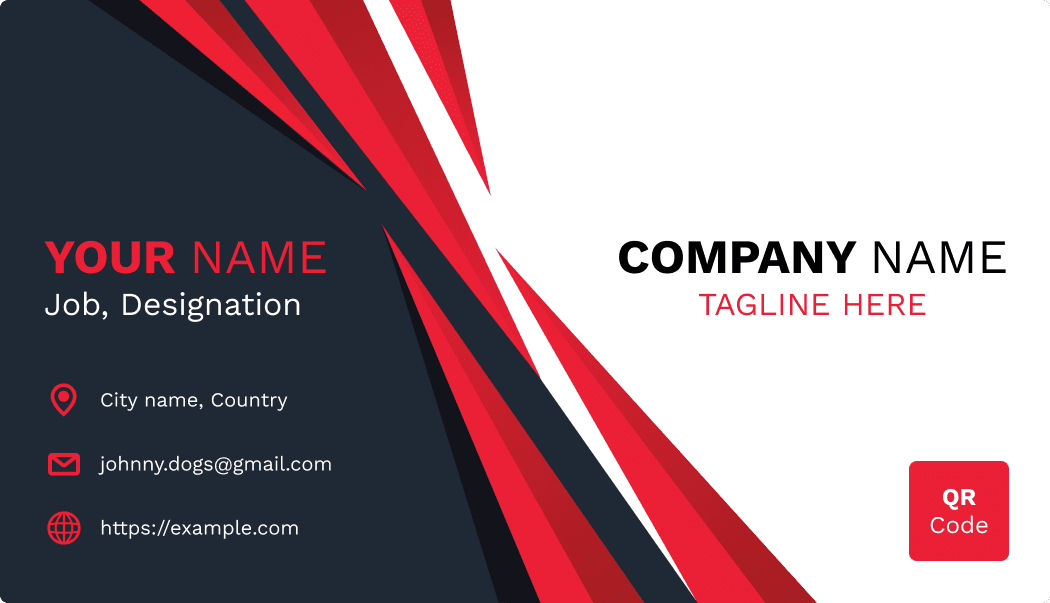 YOUR NAME
Job, Designation
City name, Country
johnny.dogs@gmail.com
https://example.com
COMPANY NAME
TAGLINE HERE
QR
Code